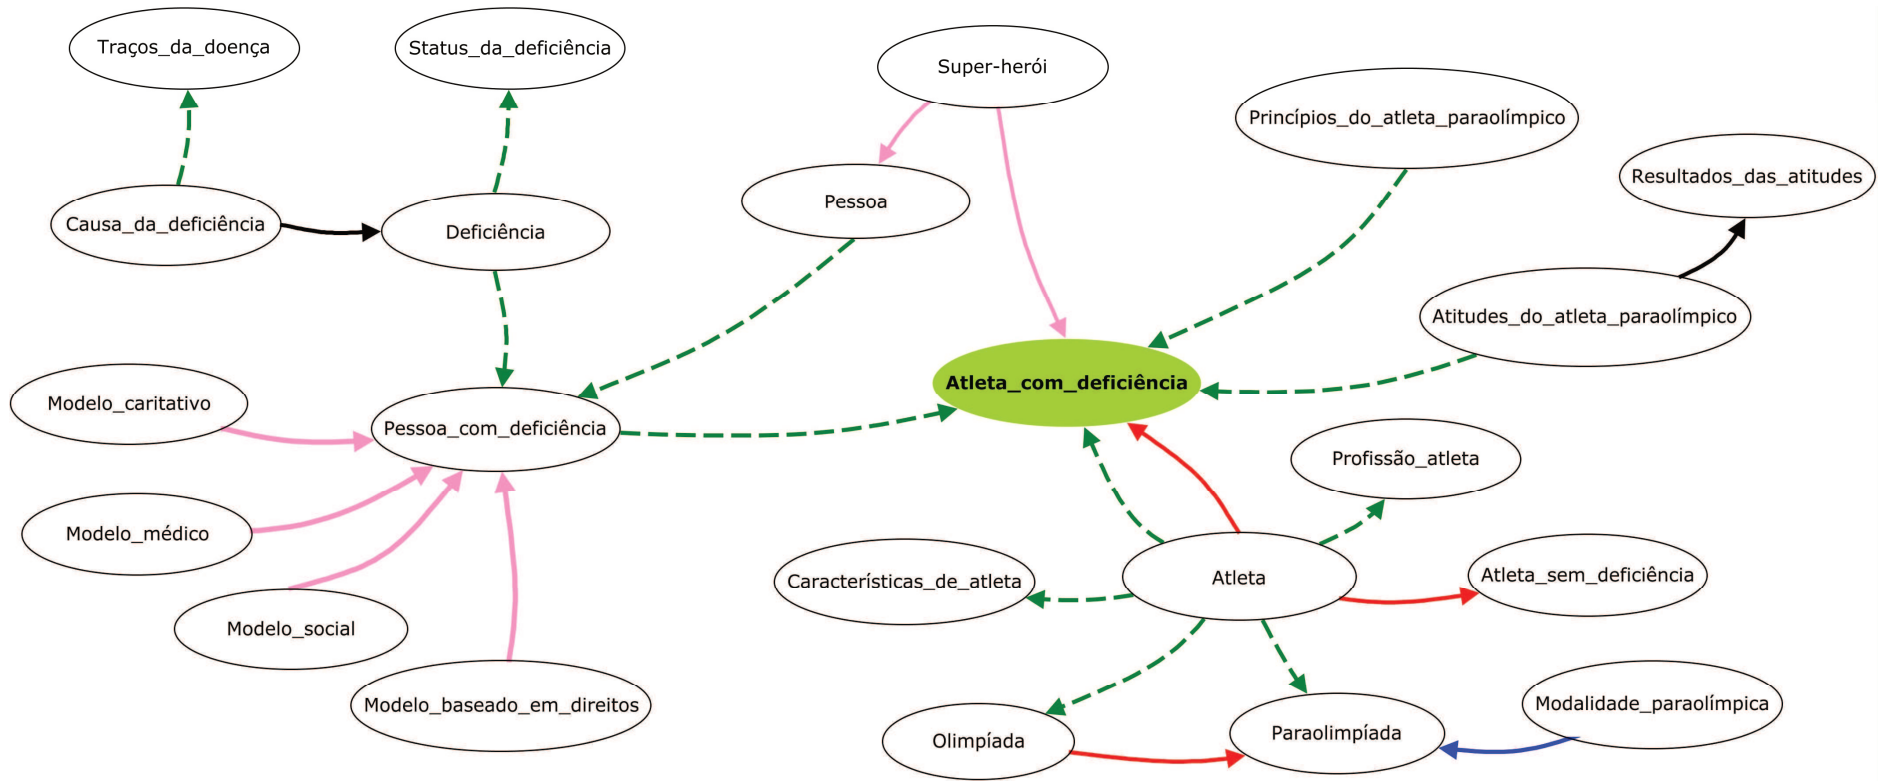 Traços_da_doença
Status_da_deficiência
Super-herói
Princípios_do_atleta_paraolímpico
Resultados_das_atitudes
Pessoa
Causa_da_deficiência
Deficiência
Atitudes_do_atleta_paraolímpico
Atleta_com_deficiência
Modelo_caritativo
Pessoa_com_deficiência
Profissão_atleta
Modelo_médico
Características_de_atleta
Atleta
Atleta_sem_deficiência
Modelo_social
Modelo_baseado_em_direitos
Olimpíada
Paraolimpíada
Modalidade_paraolímpica